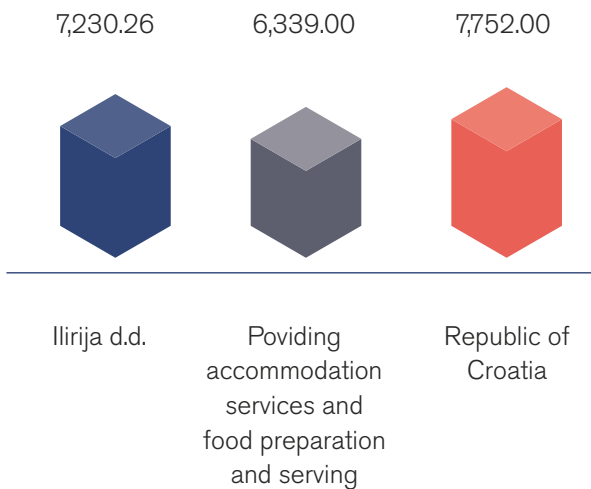 7,230.26
6,339.00
7,752.00
Ilirija d.d.
Poviding
accommodation
services and
food preparation
and serving
Republic of
Croatia